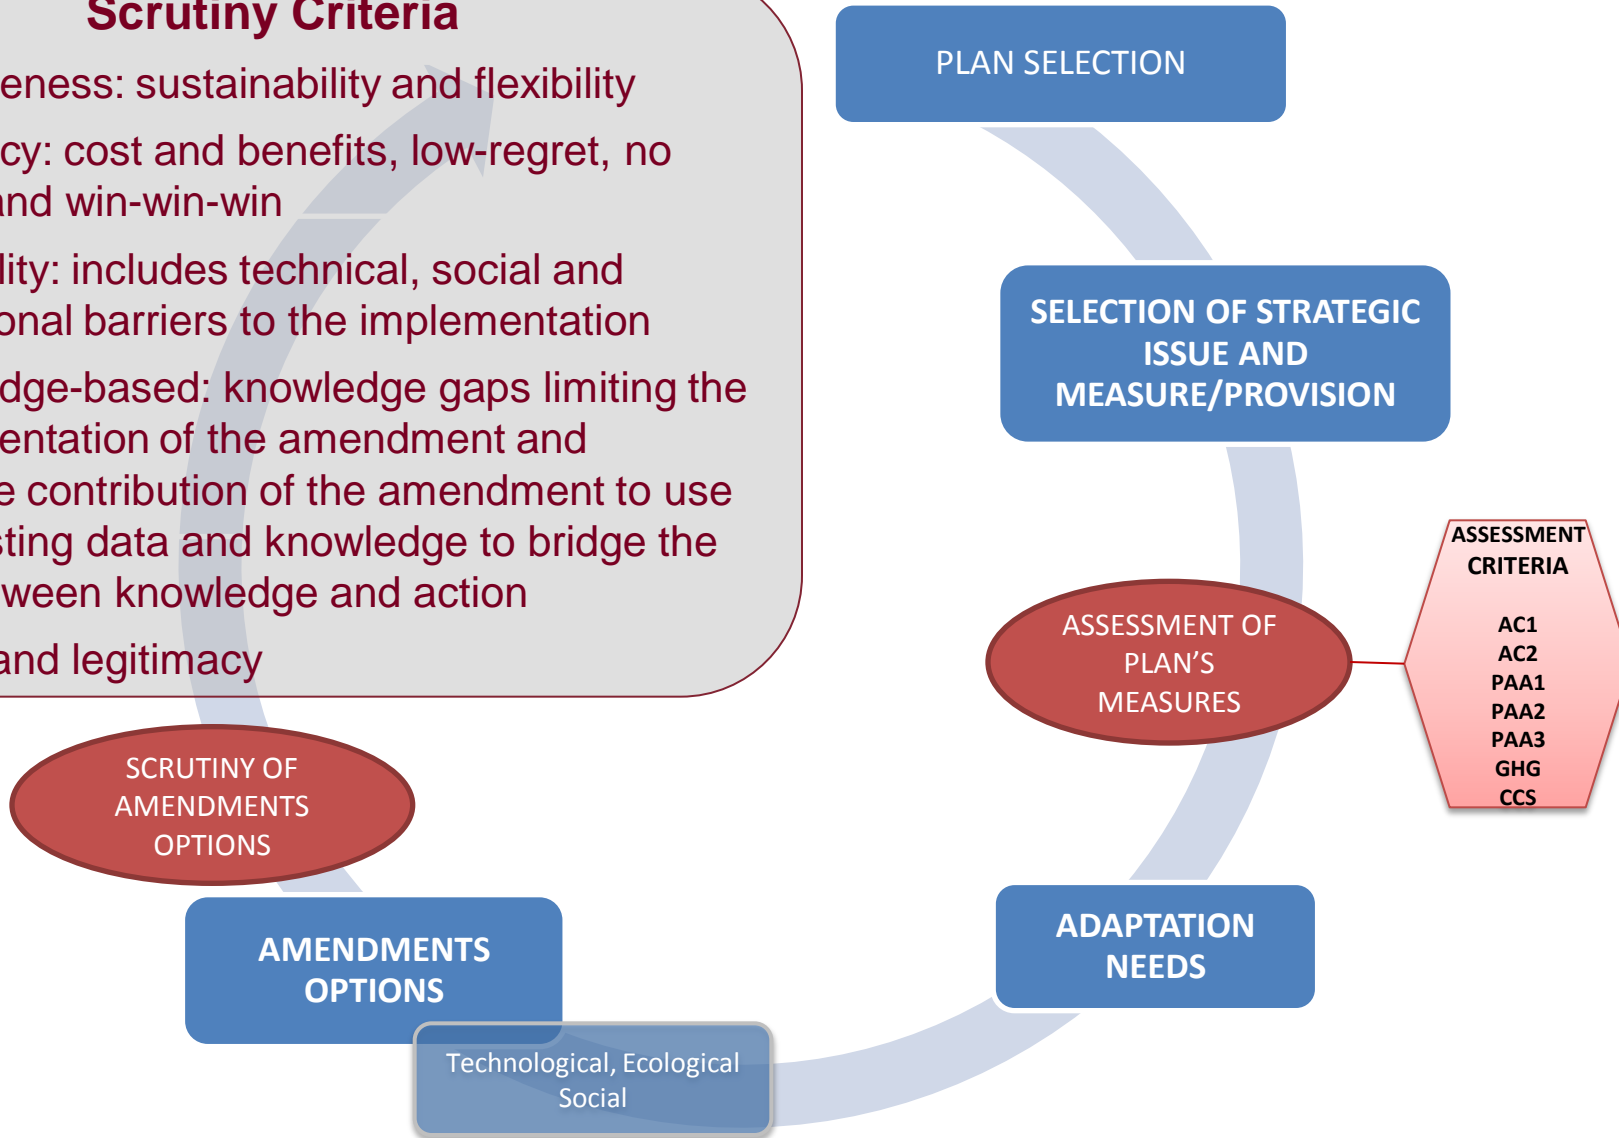 Scrutiny Criteria
eness: sustainability and flexibility
cy: cost and benefits, low-regret, no
and win-win-win
lity: includes technical, social and
onal barriers to the implementation
dge-based: knowledge gaps limiting the
entation of the amendment and
e contribution of the amendment to use
sting data and knowledge to bridge the
ween knowledge and action
and legitimacy
PLAN SELECTION
SELECTION OF STRATEGIC
ISSUE AND
MEASURE/PROVISION
ASSESSMENT OF
PLAN’S
MEASURES
ASSESSMENT
CRITERIA
AC1
AC2
PAA1
PAA2
PAA3
GHG
CCS
ADAPTATION
NEEDS
Technological, Ecological
Social
AMENDMENTS
OPTIONS
SCRUTINY OF
AMENDMENTS
OPTIONS